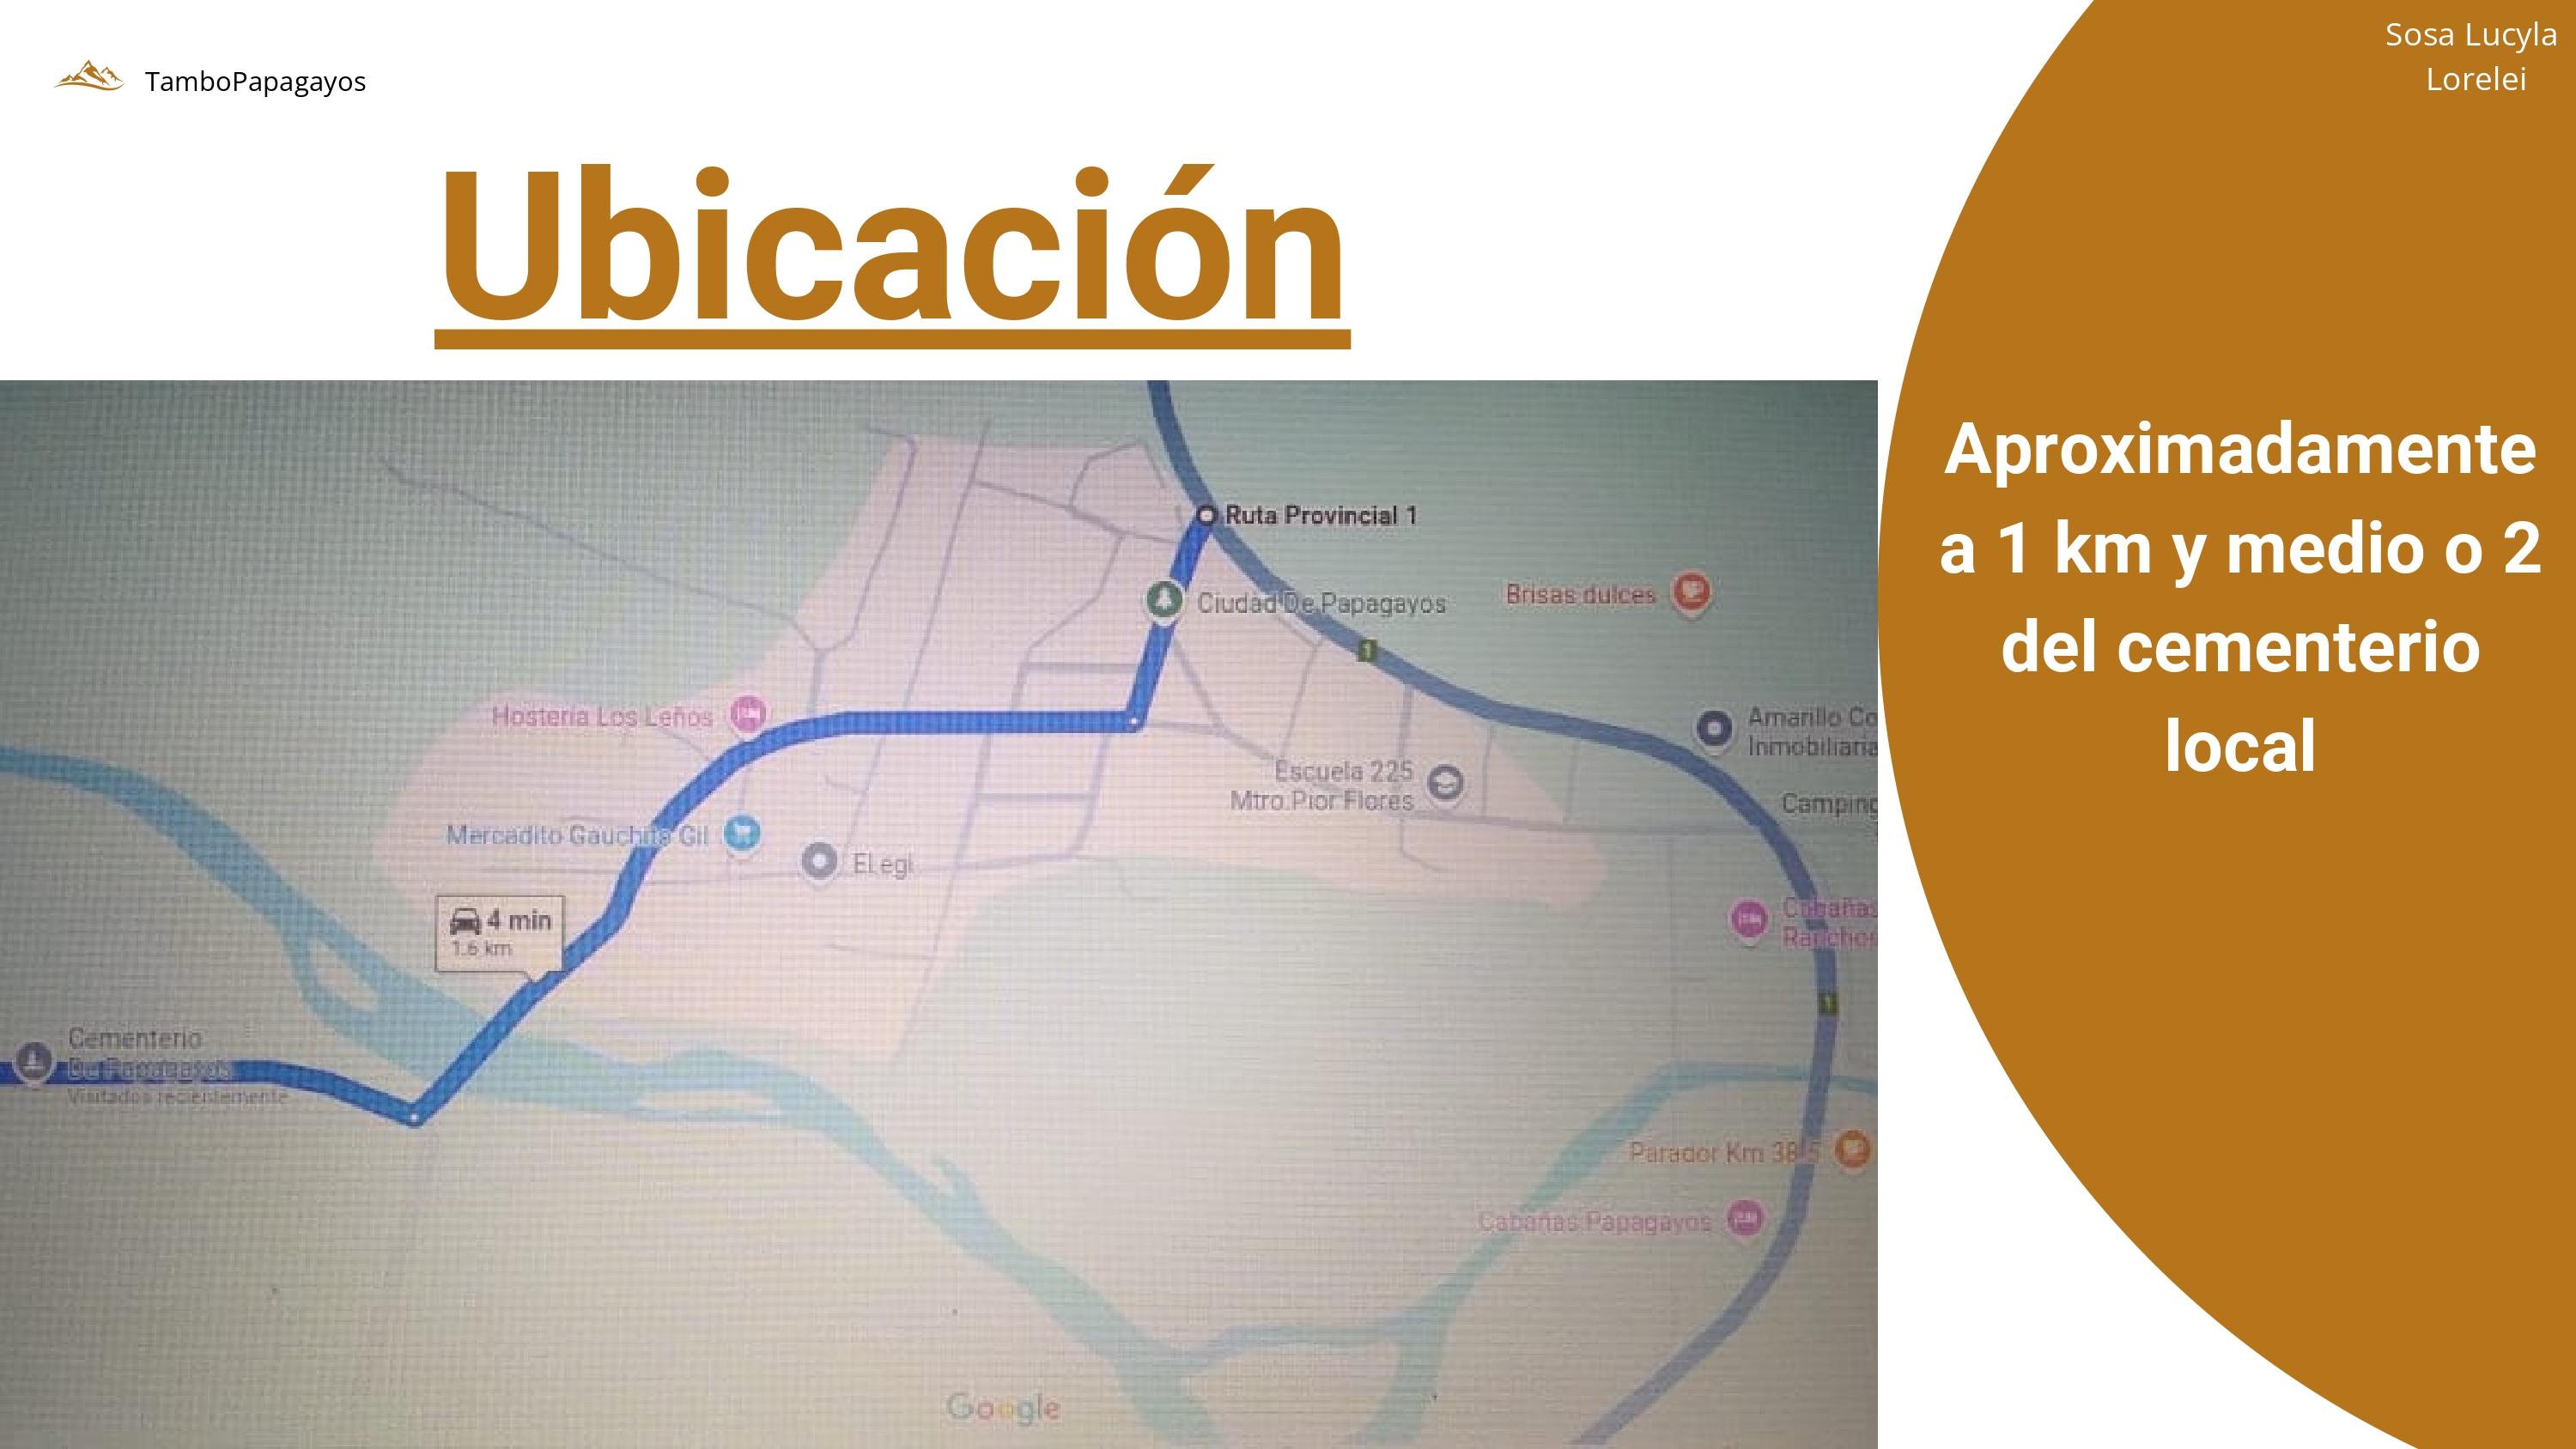 TamboPapagayos
Sosa Lucyla
Lorelei
Ubicación
Aproximadamente
a 1 km y medio o 2
del cementerio
local
Ruta Provincial 1
Ciudad De Papagayos
Brisas dulces
1
Hostería Los Leños
Amarillo Co
Inmobiliaria
Escuela 225
Mtro.Pior Flores
Camping
Mercadito Gauchito Gil
El egi
4 min
1.6 km
Cabañas
Ranchos
1
Cementerio
De Papagayos
Visitados recientemente
Parador Km 38.5
Cabañas Papagayos
Google